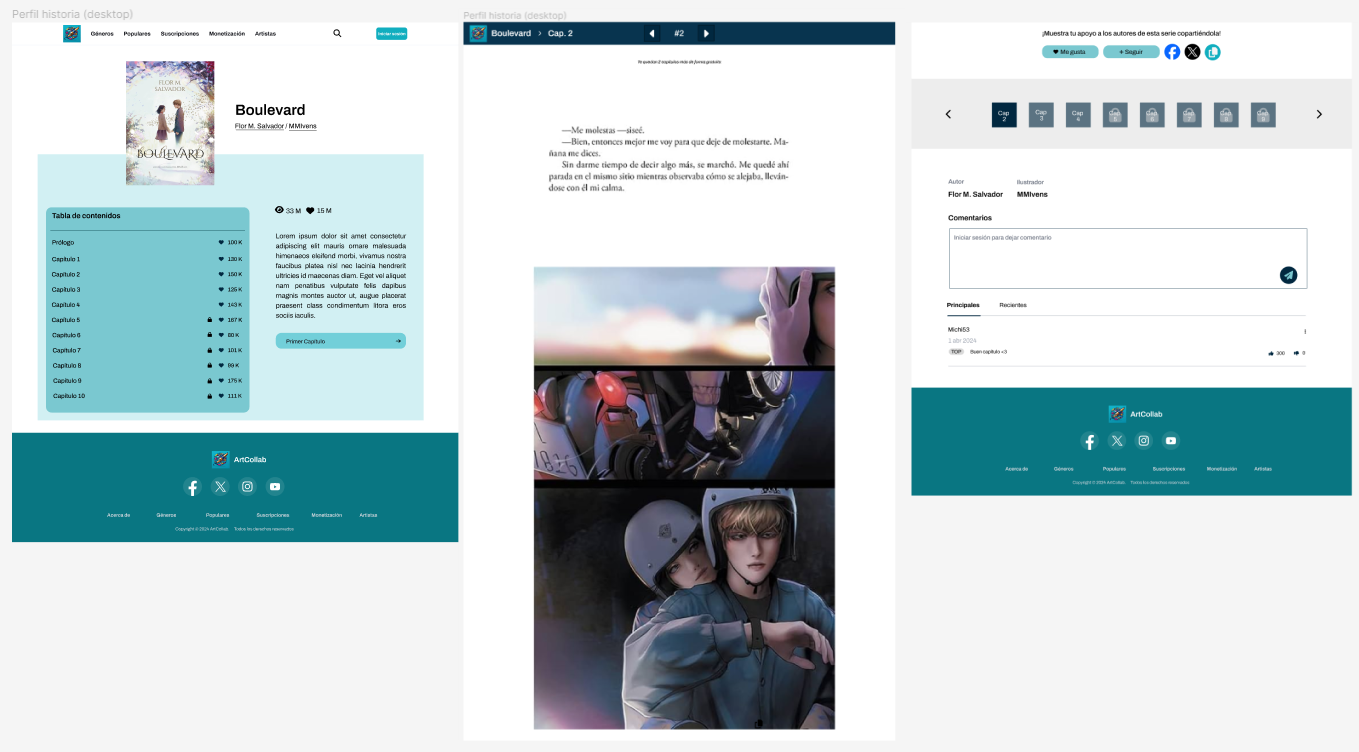 Perfil historia (desktop)
Géneros Populares Suscripciones Monetización Artistas
Iniciar sesión
FLOR M.
SALVADOR
BOULEVARD
Boulevard
Flor M. Salvador / MMIvens
Tabla de contenidos
Prólogo 100 K
Capítulo 1 130 K
Capítulo 2 150 K
Capítulo 3 125 K
Capítulo 4 143 K
Capítulo 5 167 K
Capítulo 6 80 K
Capítulo 7 101 K
Capítulo 8 99 K
Capítulo 9 175 K
Capítulo 10 111 K
33 M 15 M
Lorem ipsum dolor sit amet consectetur
adipiscing elit mauris ornare malesuada
himenaeos eleifend morbi, vivamus nostra
faucibus platea nisl nec lacinia hendrerit
ultricies id maecenas diam. Eget vel aliquet
nam penatibus vulputate felis dapibus
magnis montes auctor ut, augue placerat
praesent class condimentum litora eros
sociis iaculis.
Primer Capítulo
ArtCollab
Acerca de Géneros Populares Suscripciones Monetización Artistas
Copyright © 2024 ArtCollab Todos los derechos reservados
Perfil historia (desktop)
Boulevard > Cap. 2 #2
Te quedan 2 capítulos más de forma gratuita
—Me molestas —siseé.
—Bien, entonces mejor me voy para que deje de molestarte. Ma-
ñana me dices.
Sin darme tiempo de decir algo más, se marchó. Me quedé ahí
parada en el mismo sitio mientras observaba cómo se alejaba, lleván-
dose con él mi calma.
¡Muestra tu apoyo a los autores de esta serie copartiéndola!
Me gusta + Seguir
Cap 2
Cap 3
Cap 4
Cap 5
Cap 6
Cap 7
Cap 8
Cap 9
Autor Ilustrador
Flor M. Salvador MMIvens
Comentarios
Iniciar sesión para dejar comentario
Principales Recientes
Michi53
1 abr 2024
TOP Buen capítulo <3 300 0
ArtCollab
Acerca de Géneros Populares Suscripciones Monetización Artistas
Copyright © 2024 ArtCollab Todos los derechos reservados